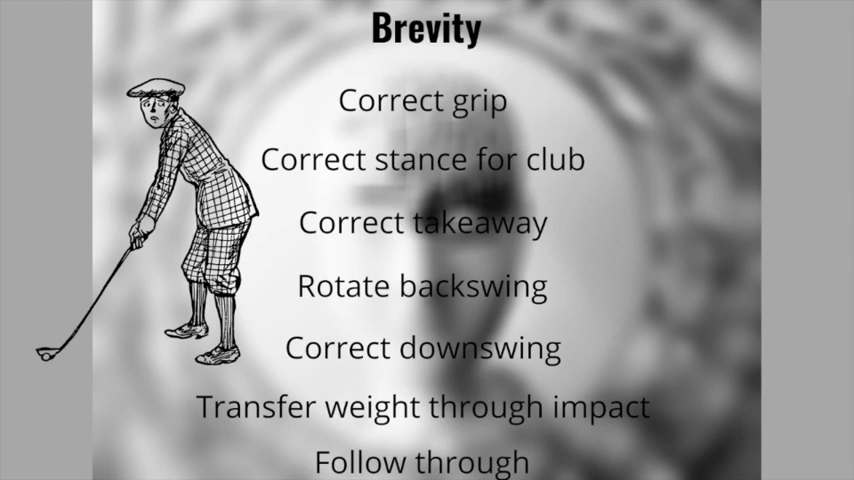 Brevity
Correct grip
Correct stance for club
Correct takeaway
Rotate backswing
Correct downswing
Transfer weight through impact
Follow through